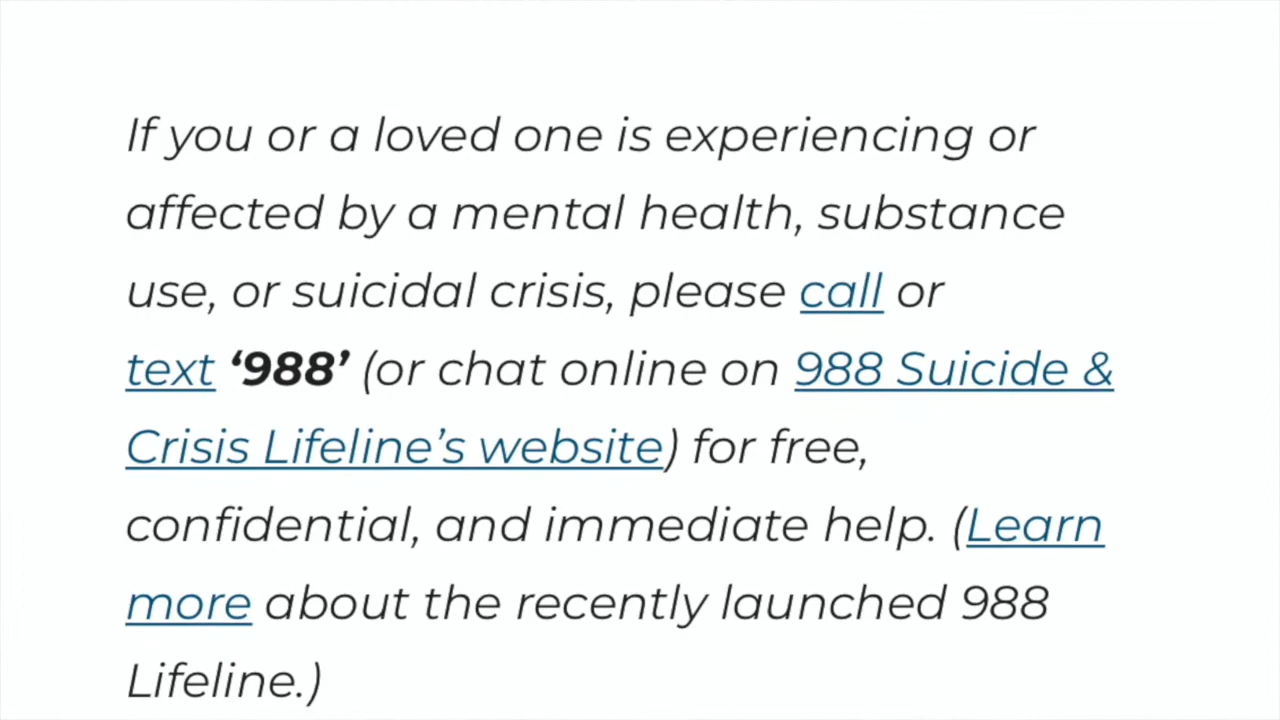 If you or a loved one is experiencing or
affected by a mental health, substance
use, or suicidal crisis, please call or
text ‘988’ (or chat online on 988 Suicide &
Crisis Lifeline’s website) for free,
confidential, and immediate help. (Learn
more about the recently launched 988
Lifeline.)